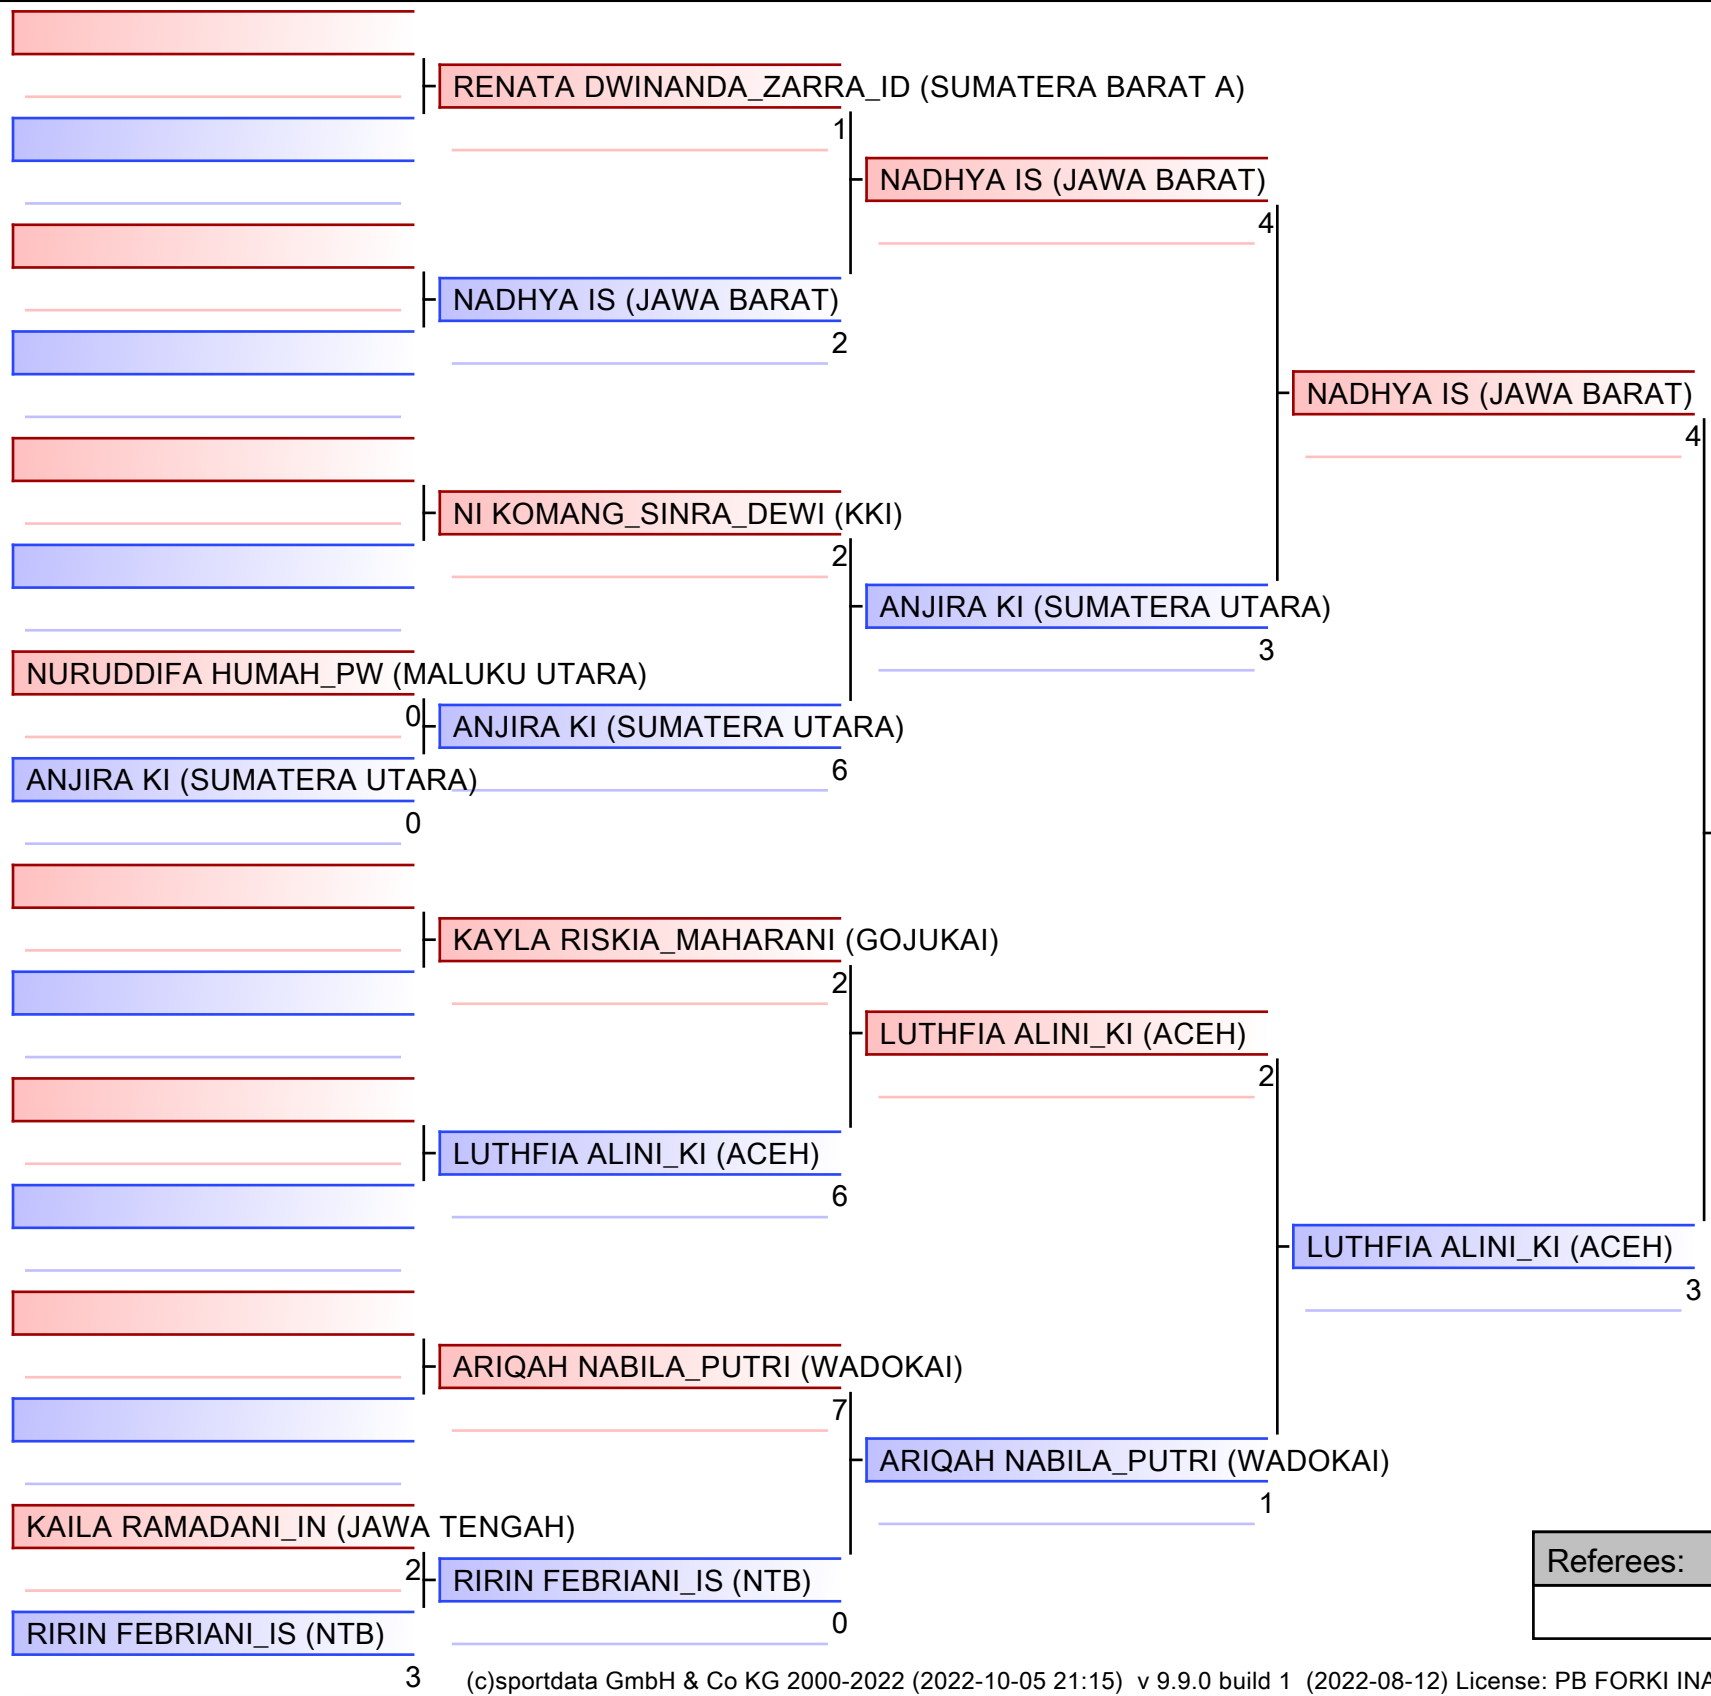 RENATA DWINANDA_ZARRA_ID (SUMATERA BARAT A)
1
NADHYA IS (JAWA BARAT)
4
NADHYA IS (JAWA BARAT)
2
NADHYA IS (JAWA BARAT)
4
NI KOMANG_SINRA_DEWI (KKI)
2
ANJIRA KI (SUMATERA UTARA)
3
NURUDDIFA HUMAH_PW (MALUKU UTARA)
0
ANJIRA KI (SUMATERA UTARA)
6
ANJIRA KI (SUMATERA UTARA)
0
KAYLA RISKIA_MAHARANI (GOJUKAI)
2
LUTHFIA ALINI_KI (ACEH)
2
LUTHFIA ALINI_KI (ACEH)
6
LUTHFIA ALINI_KI (ACEH)
3
ARIQAH NABILA_PUTRI (WADOKAI)
7
ARIQAH NABILA_PUTRI (WADOKAI)
1
KAILA RAMADANI_IN (JAWA TENGAH)
2
RIRIN FEBRIANI_IS (NTB)
0
RIRIN FEBRIANI_IS (NTB)
3
Referees:
(c)sportdata GmbH & Co KG 2000-2022 (2022-10-05 21:15) v 9.9.0 build 1 (2022-08-12) License: PB FORKI INA